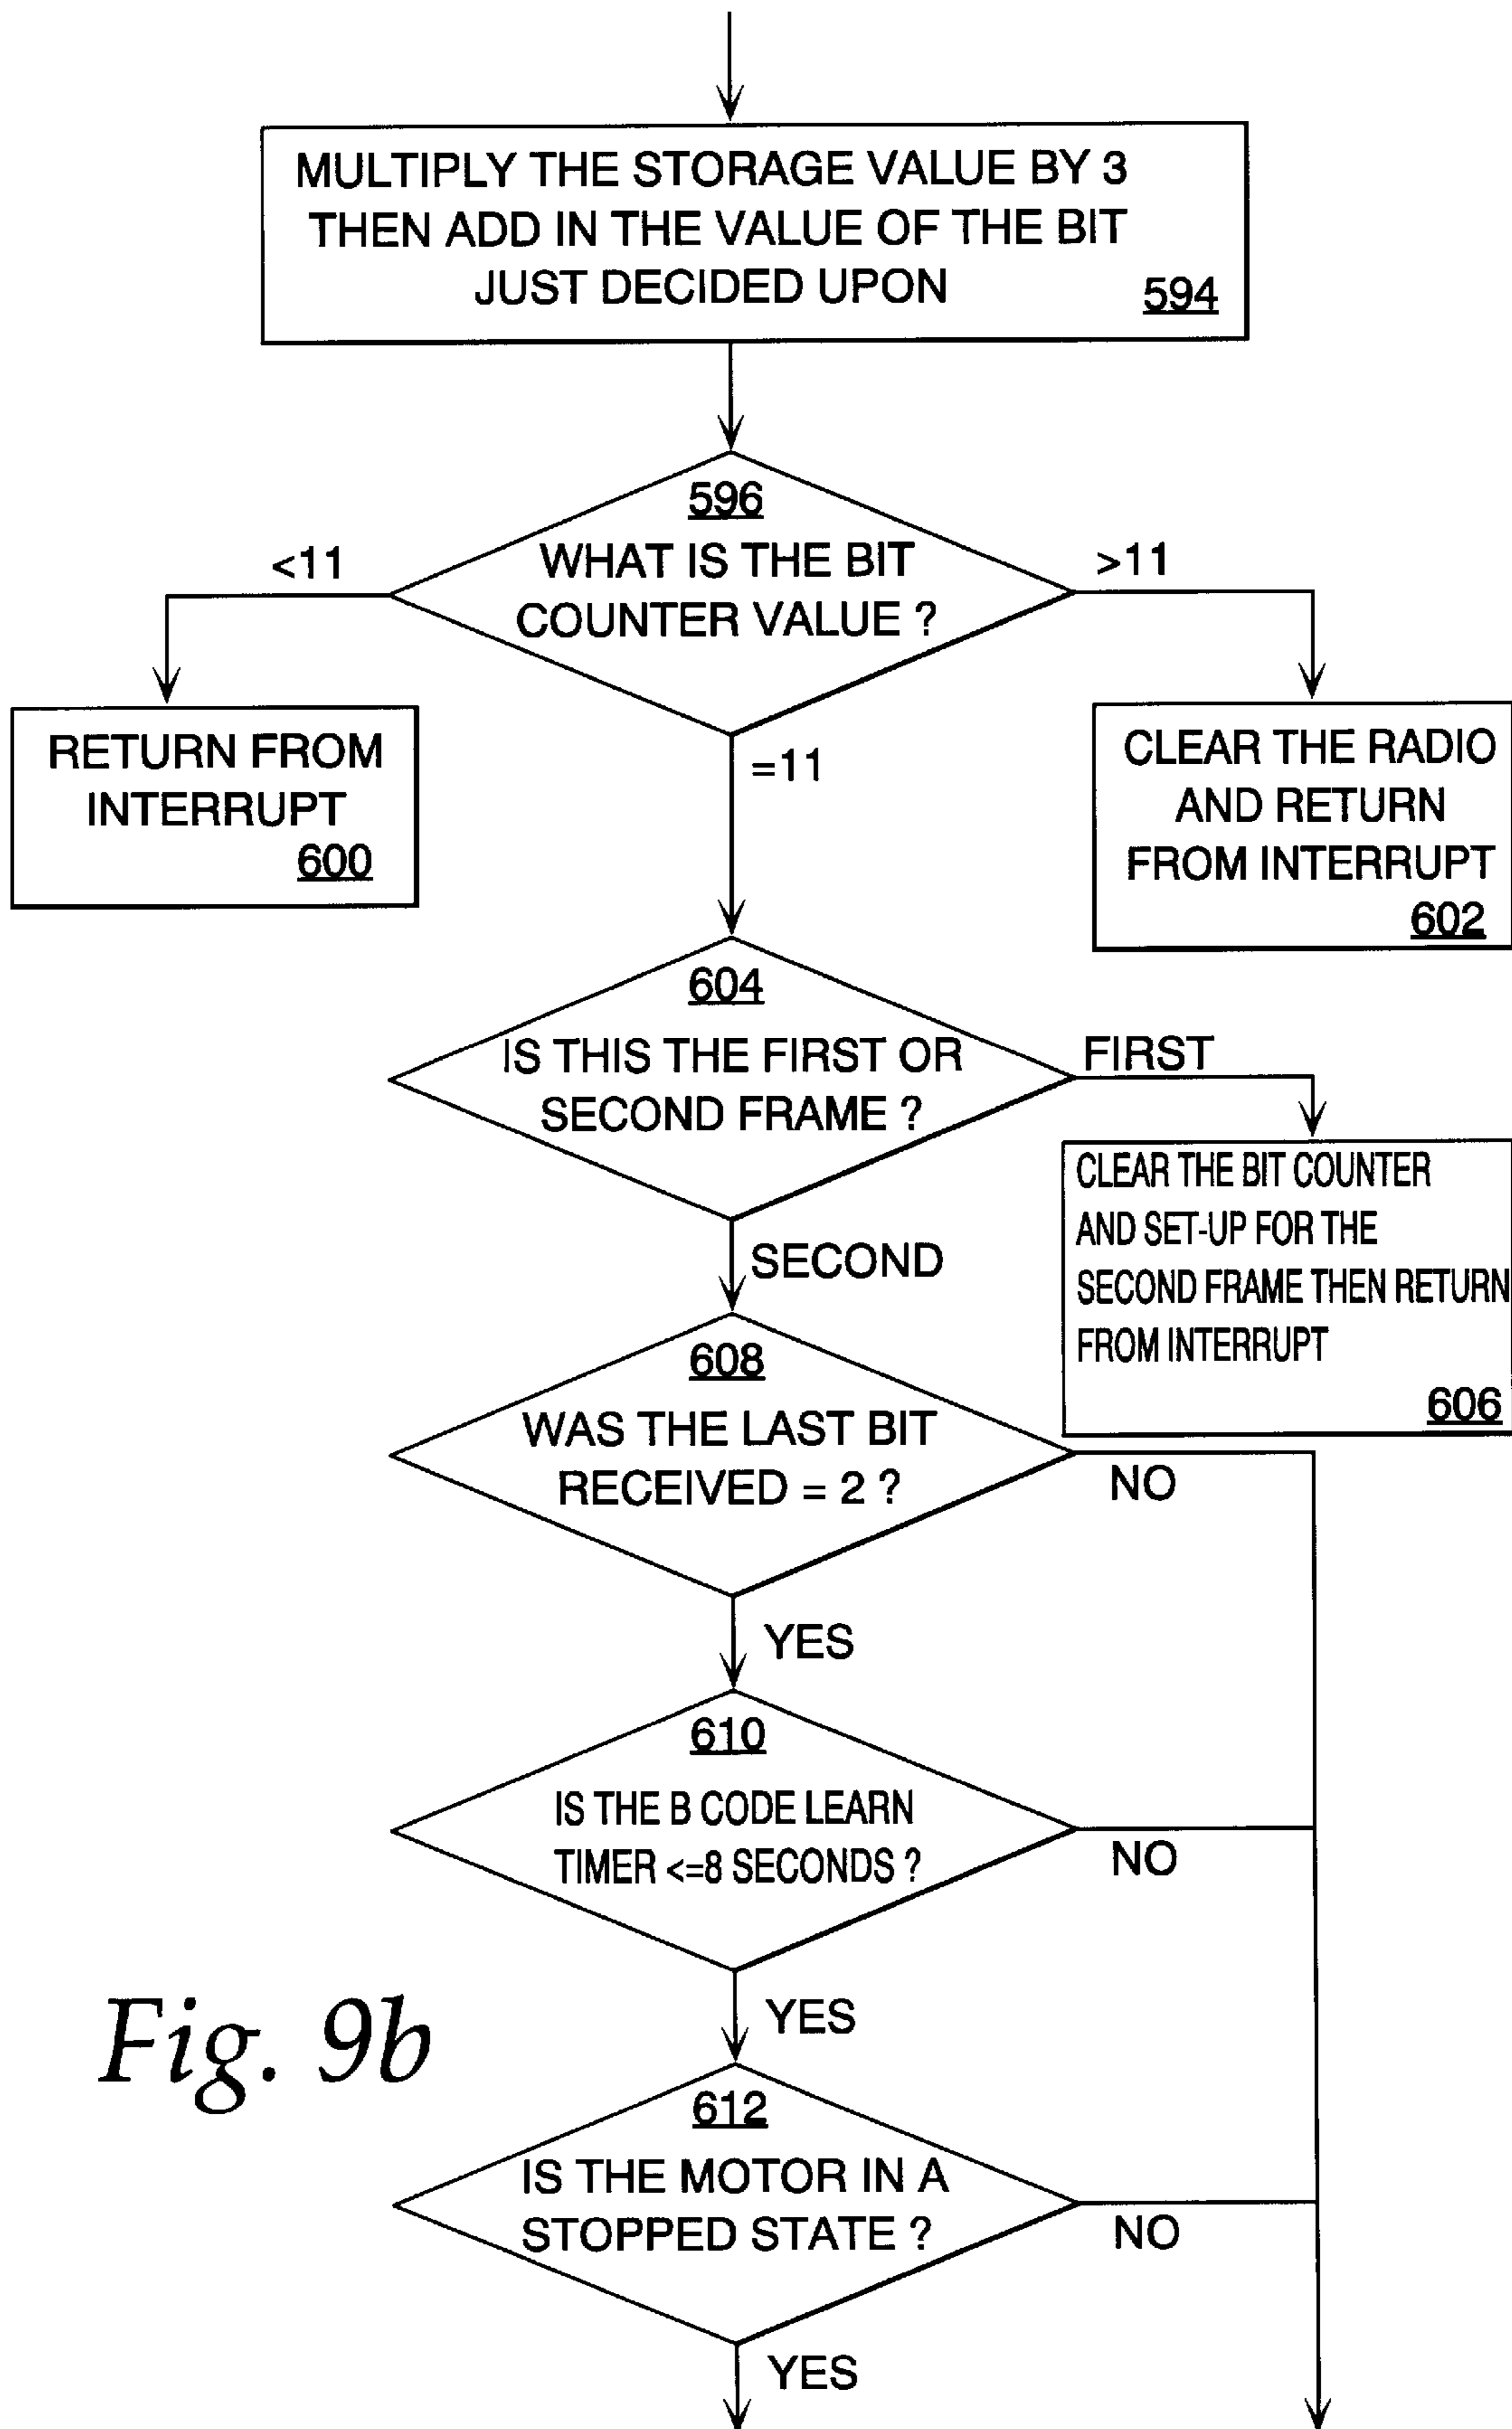 MULTIPLY THE STORAGE VALUE BY 3
THEN ADD IN THE VALUE OF THE BIT
JUST DECIDED UPON
594
596
WHAT IS THE BIT
COUNTER VALUE ?
<11
>11
=11
RETURN FROM
INTERRUPT
600
CLEAR THE RADIO
AND RETURN
FROM INTERRUPT
602
604
IS THIS THE FIRST OR
SECOND FRAME ?
FIRST
SECOND
CLEAR THE BIT COUNTER
AND SET-UP FOR THE
SECOND FRAME THEN RETURN
FROM INTERRUPT
606
608
WAS THE LAST BIT
RECEIVED = 2 ?
NO
YES
610
IS THE B CODE LEARN
TIMER <=8 SECONDS ?
NO
YES
Fig. 9b
612
IS THE MOTOR IN A
STOPPED STATE ?
NO
YES